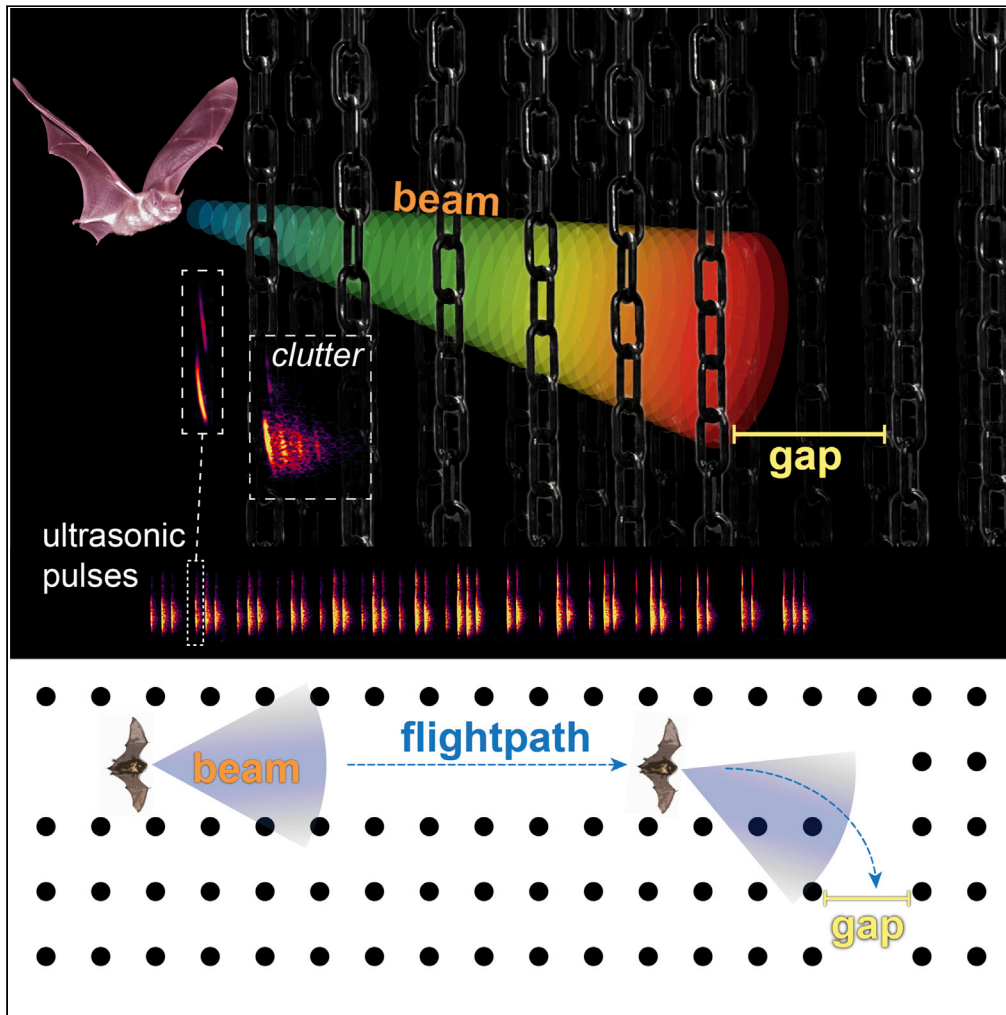 beam
clutter
gap
ultrasonic
pulses
flightpath
beam
gap